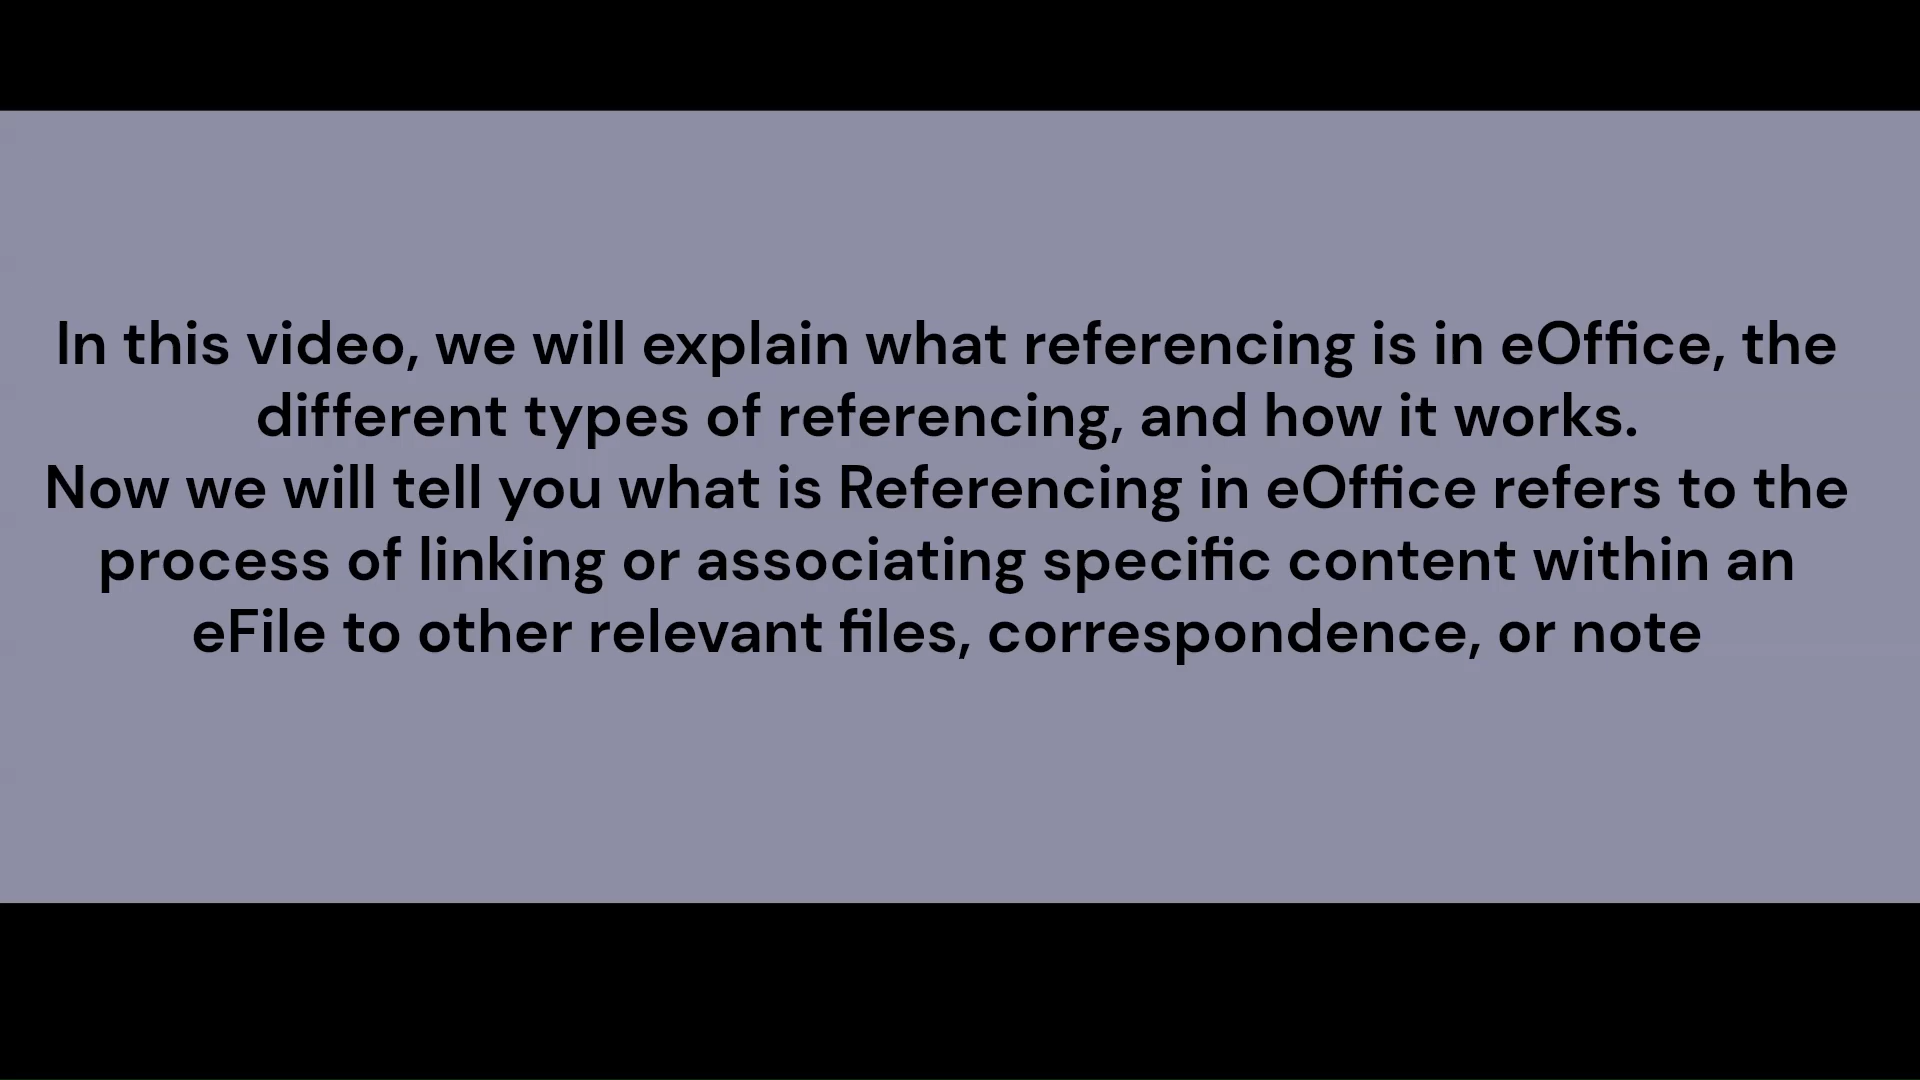 In this video, we will explain what referencing is in eOffice, the
different types of referencing, and how it works.
Now we will tell you what is Referencing in eOffice refers to the
process of linking or associating specific content within an
eFile to other relevant files, correspondence, or note